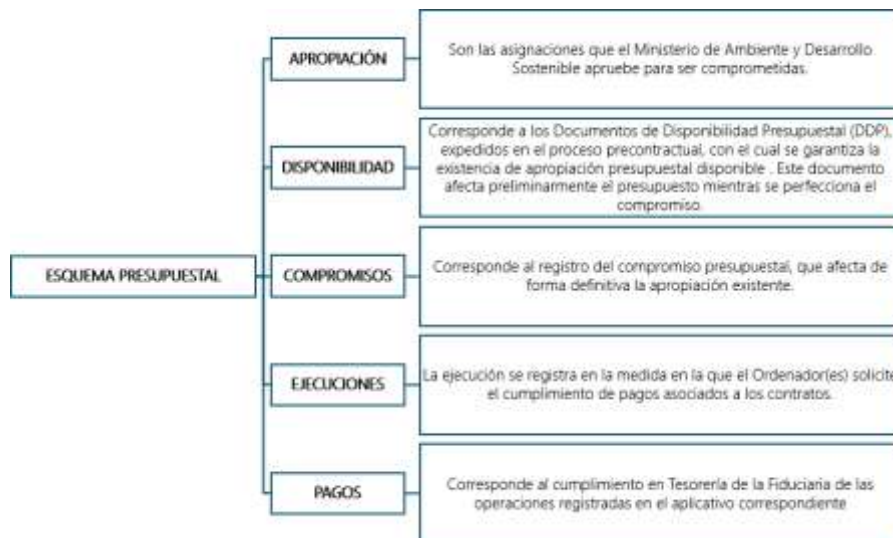 APROPIACIÓN
Son las asignaciones que el Ministerio de Ambiente y Desarrollo
Sostenible apruebe para ser comprometidas.
DISPONIBILIDAD
Corresponde a los Documentos de Disponibilidad Presupuestal (DDP),
expedidos en el proceso precontractual, con el cual se garantiza la
existencia de apropiación presupuestal disponible . Este documento
afecta preliminarmente el presupuesto mientras se perfecciona el
compromiso.
ESQUEMA PRESUPUESTAL
COMPROMISOS
Corresponde al registro del compromiso presupuestal, que afecta de
forma definitiva la apropiación existente.
EJECUCIONES
La ejecución se registra en la medida en la que el Ordenador(es) solicite
el cumplimiento de pagos asociados a los contratos.
PAGOS
Corresponde al cumplimiento en Tesorería de la Fiduciaria de las
operaciones registradas en el aplicativo correspondiente